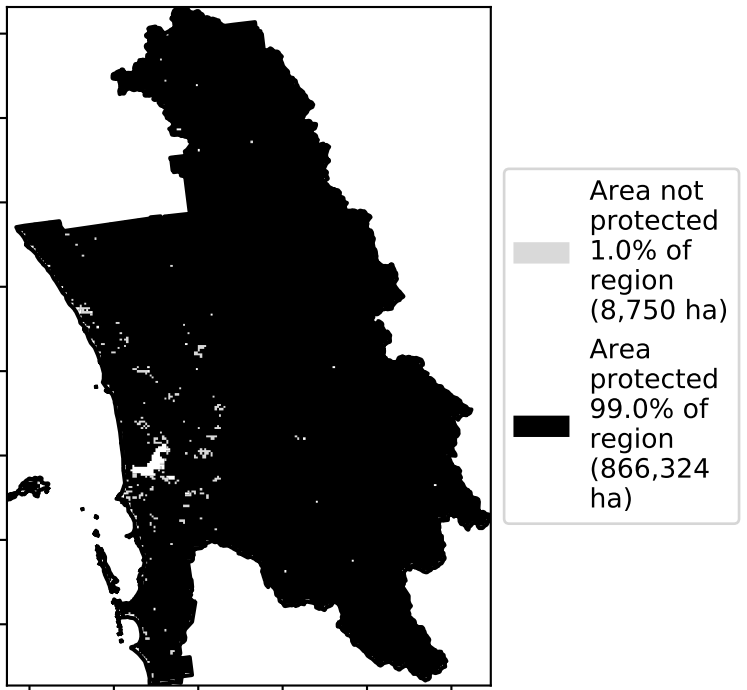 Area not
protected
1.0% of
region
(8,750 ha)
Area
protected
99.0% of
region
(866,324
ha)